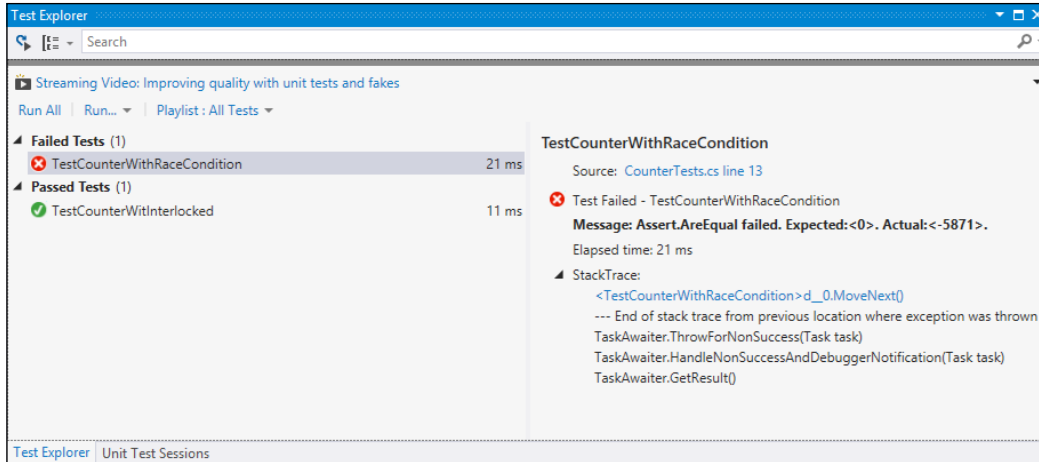 Test Explorer
Search
Streaming Video: Improving quality with unit tests and fakes
Run All | Run... | Playlist : All Tests
Failed Tests (1)
TestCounterWithRaceCondition 21 ms
Passed Tests (1)
TestCounterWitInterlocked 11 ms
TestCounterWithRaceCondition
Source: CounterTests.cs line 13
Test Failed - TestCounterWithRaceCondition
Message: Assert.AreEqual failed. Expected:<0>. Actual:<-5871>.
Elapsed time: 21 ms
StackTrace:
<TestCounterWithRaceCondition>d__0.MoveNext()
--- End of stack trace from previous location where exception was thrown
TaskAwaiter.ThrowForNonSuccess(Task task)
TaskAwaiter.HandleNonSuccessAndDebuggerNotification(Task task)
TaskAwaiter.GetResult()
Test Explorer Unit Test Sessions